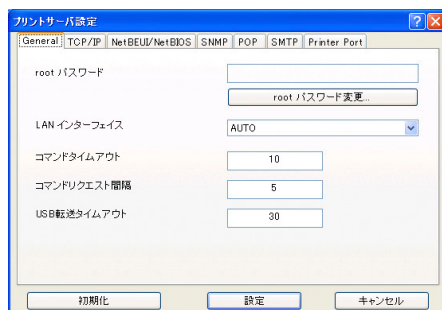 プリントサーバ設定
General TCP/IP NetBEUI/NetBIOS SNMP POP SMTP Printer Port
root パスワード
root パスワード変更...
LAN インターフェイス AUTO
コマンドタイムアウト 10
コマンドリクエスト間隔 5
USB転送タイムアウト 30
初期化 設定 キャンセル